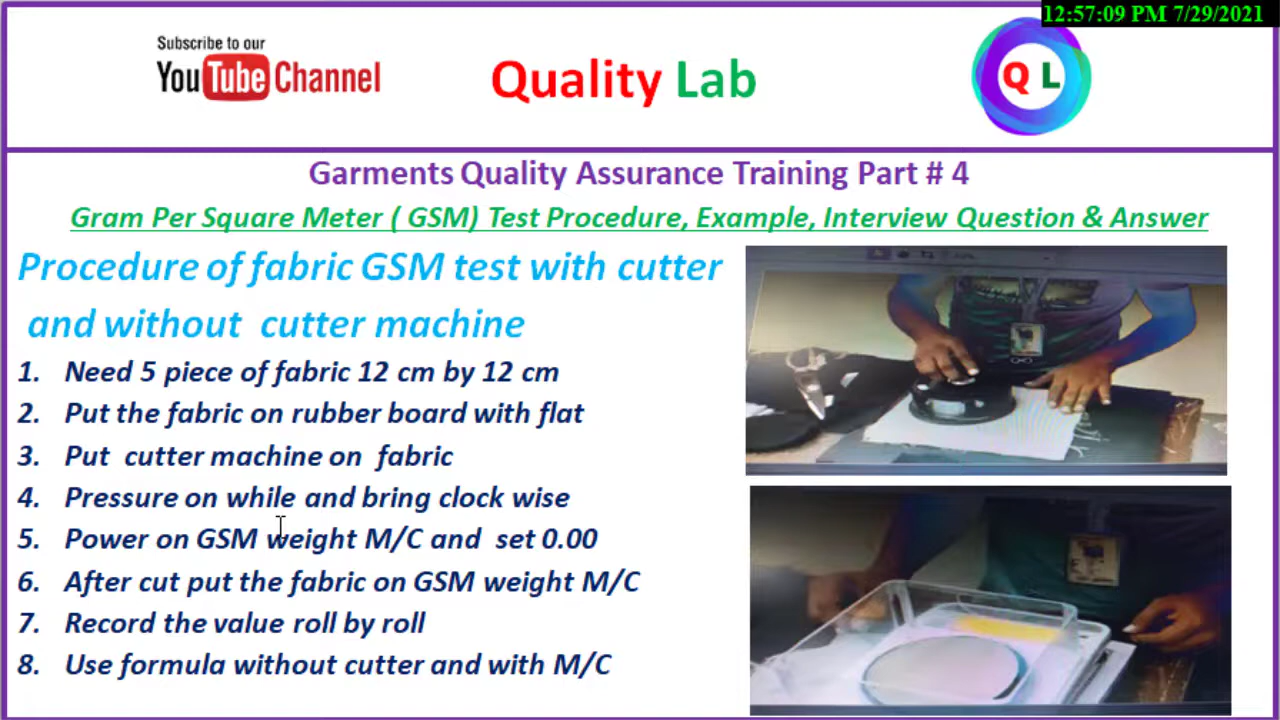 12:57:09 PM 7/29/2021
Subscribe to our
YouTube Channel
Quality Lab
Q L
Garments Quality Assurance Training Part # 4
Gram Per Square Meter ( GSM) Test Procedure, Example, Interview Question & Answer
Procedure of fabric GSM test with cutter
and without cutter machine
1. Need 5 piece of fabric 12 cm by 12 cm
2. Put the fabric on rubber board with flat
3. Put cutter machine on fabric
4. Pressure on while and bring clock wise
5. Power on GSM weight M/C and set 0.00
6. After cut put the fabric on GSM weight M/C
7. Record the value roll by roll
8. Use formula without cutter and with M/C